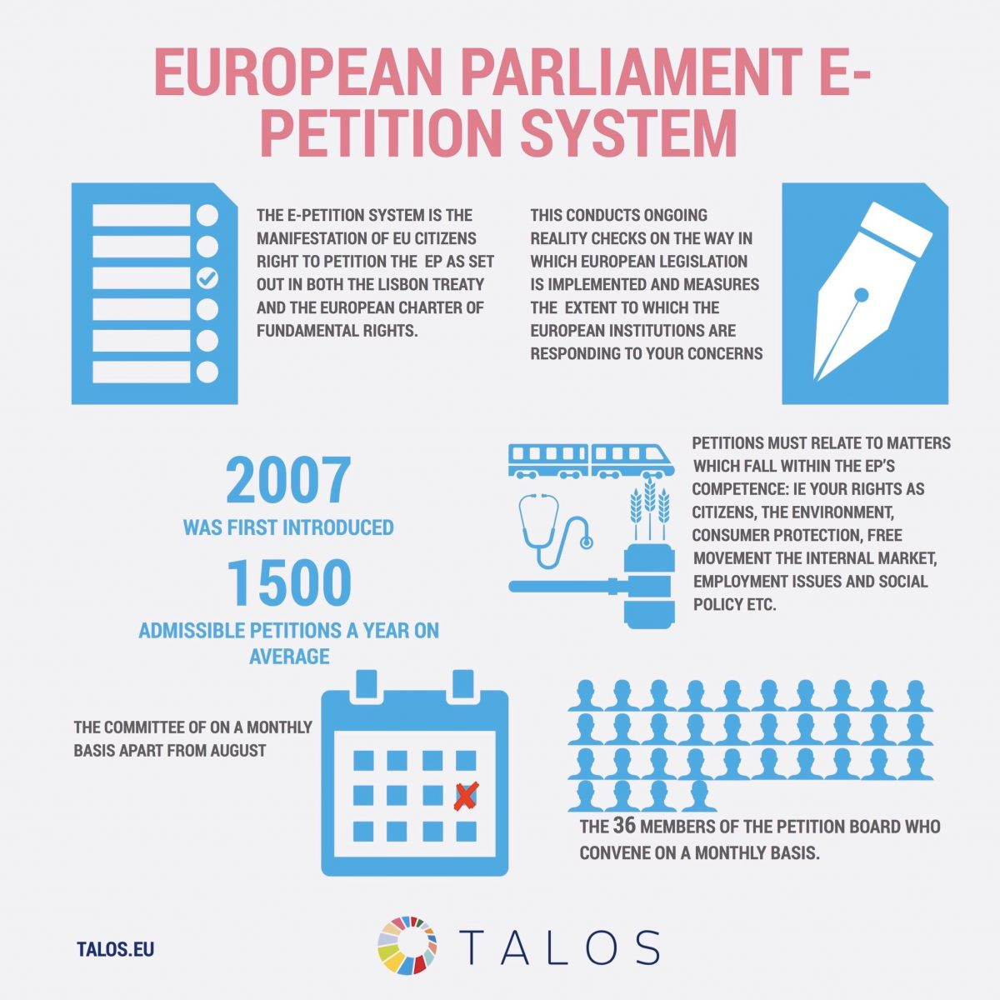 EUROPEAN PARLIAMENT E-
PETITION SYSTEM
THE E-PETITION SYSTEM IS THE
MANIFESTATION OF EU CITIZENS
RIGHT TO PETITION THE EP AS SET
OUT IN BOTH THE LISBON TREATY
AND THE EUROPEAN CHARTER OF
FUNDAMENTAL RIGHTS.
THIS CONDUCTS ONGOING
REALITY CHECKS ON THE WAY IN
WHICH EUROPEAN LEGISLATION
IS IMPLEMENTED AND MEASURES
THE EXTENT TO WHICH THE
EUROPEAN INSTITUTIONS ARE
RESPONDING TO YOUR CONCERNS
2007
WAS FIRST INTRODUCED
1500
ADMISSIBLE PETITIONS A YEAR ON
AVERAGE
PETITIONS MUST RELATE TO MATTERS
WHICH FALL WITHIN THE EP'S
COMPETENCE: IE YOUR RIGHTS AS
CITIZENS, THE ENVIRONMENT,
CONSUMER PROTECTION, FREE
MOVEMENT THE INTERNAL MARKET,
EMPLOYMENT ISSUES AND SOCIAL
POLICY ETC.
THE COMMITTEE OF ON A MONTHLY
BASIS APART FROM AUGUST
THE 36 MEMBERS OF THE PETITION BOARD WHO
CONVENE ON A MONTHLY BASIS.
TALOS.EU
TALOS